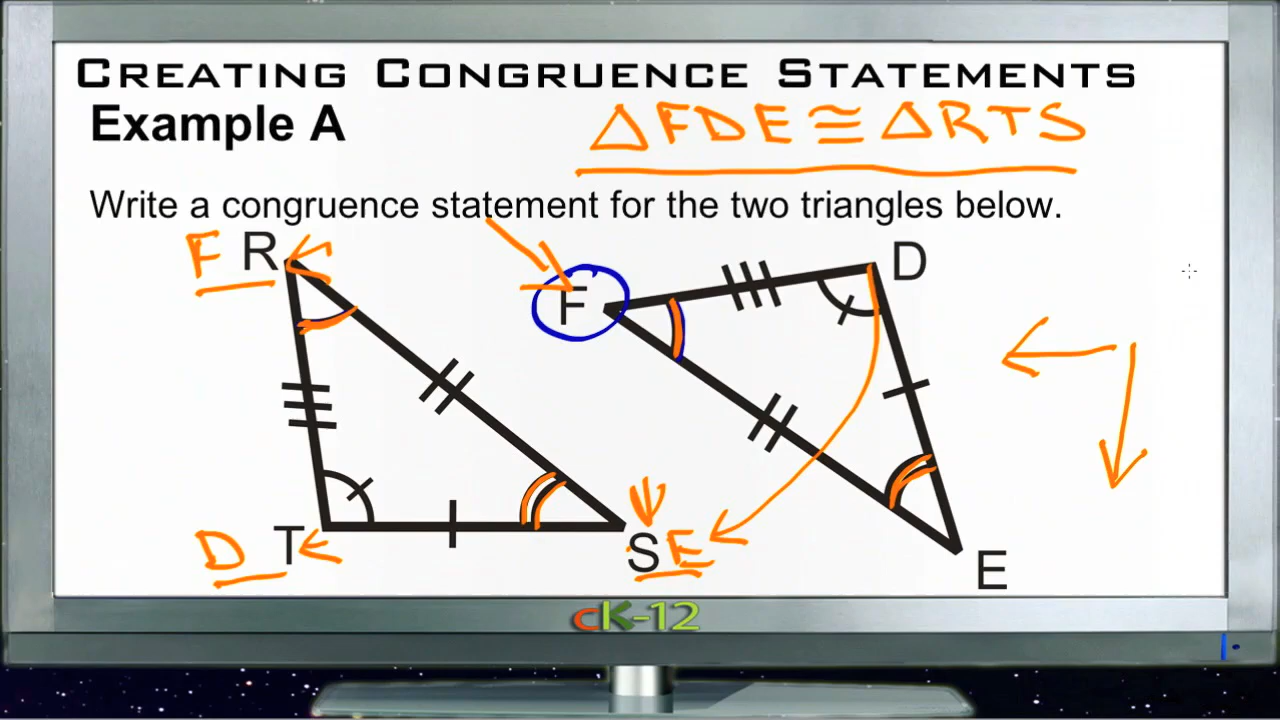 CREATING CONGRUENCE STATEMENTS
Example A
△FDE≅△RTS
Write a congruence statement for the two triangles below.
F R
D
F
D T
S E
E
cK-12